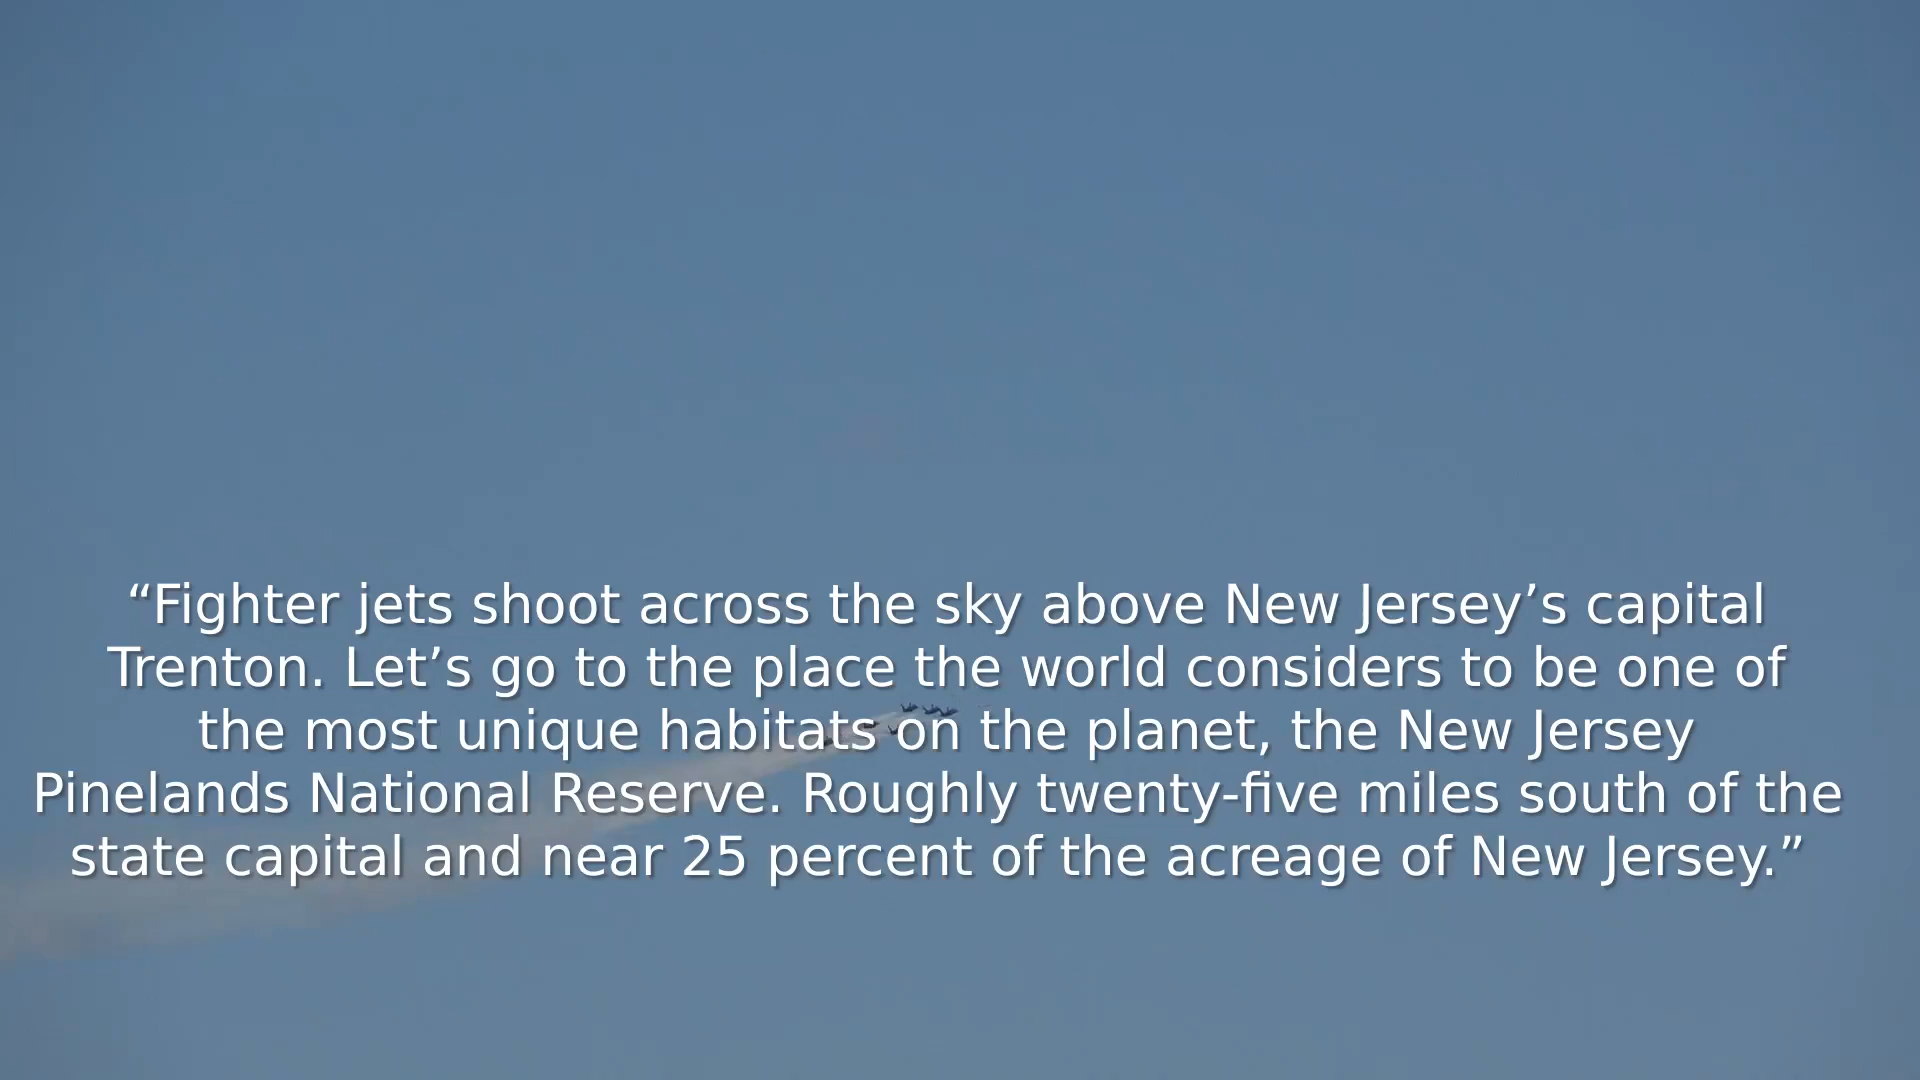 “Fighter jets shoot across the sky above New Jersey’s capital
Trenton. Let’s go to the place the world considers to be one of
the most unique habitats on the planet, the New Jersey
Pinelands National Reserve. Roughly twenty-five miles south of the
state capital and near 25 percent of the acreage of New Jersey.”